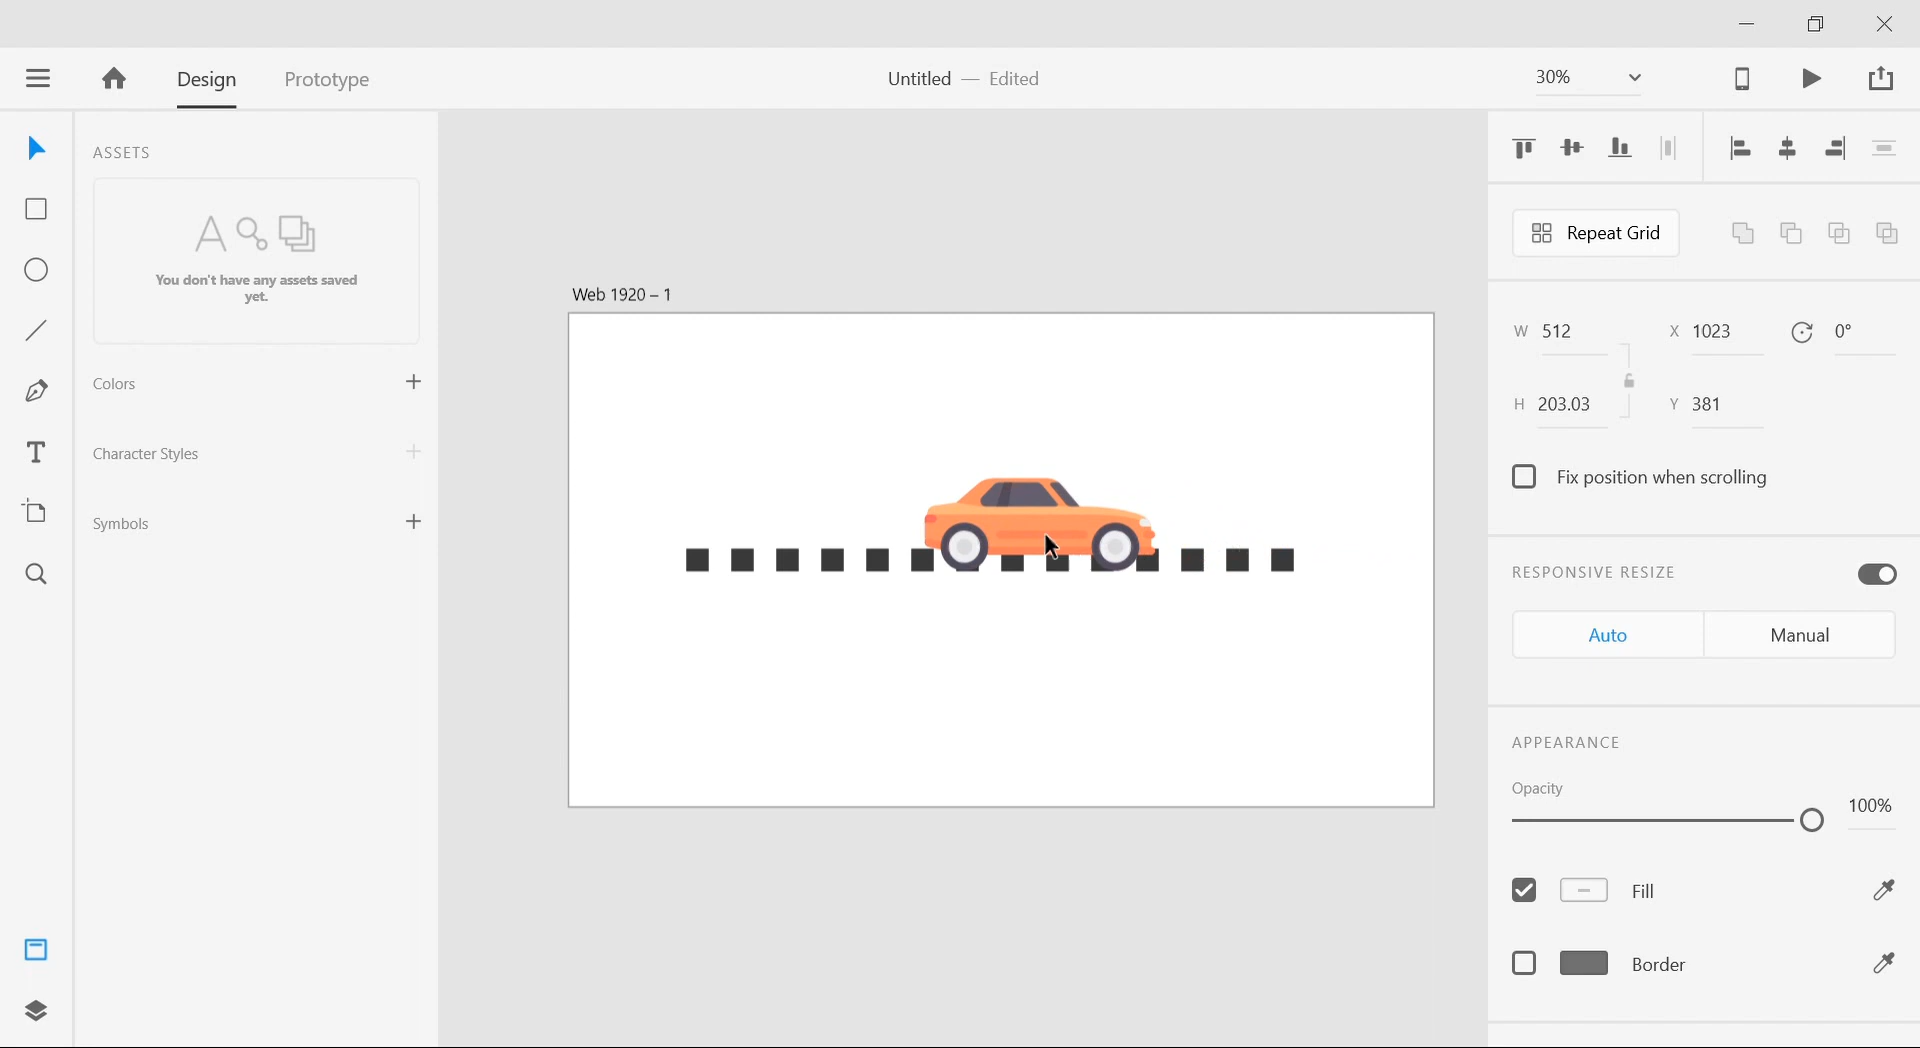 Design
Prototype
Untitled — Edited
30%
ASSETS
You don't have any assets saved
yet.
Colors
Character Styles
Symbols
Web 1920 – 1
Repeat Grid
W 512
X 1023
0°
H 203.03
Y 381
Fix position when scrolling
RESPONSIVE RESIZE
Auto
Manual
APPEARANCE
Opacity
100%
Fill
Border